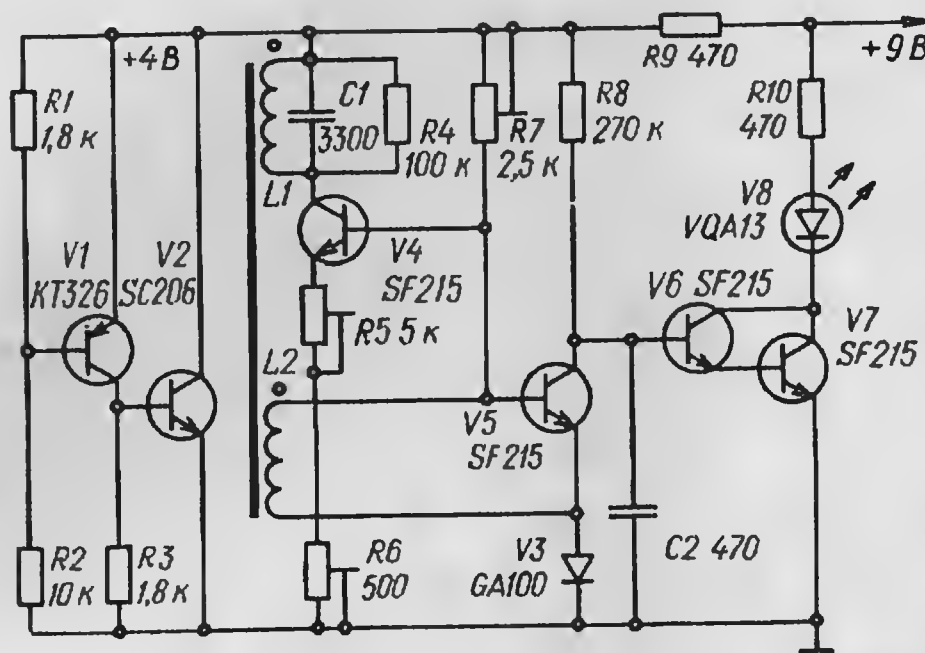 +4 В
R9 470
+9 В
R1
1,8 к
C1
3300
R4
100 к
R7
2,5 к
R8
270 к
R10
470
L1
V8
VQA13
V1
КТ326
V2
SC206
V4
SF215
V6 SF215
R5 5 к
V7
SF215
L2
V5
SF215
R2
10 к
R3
1,8 к
R6
500
V3
GA100
C2 470